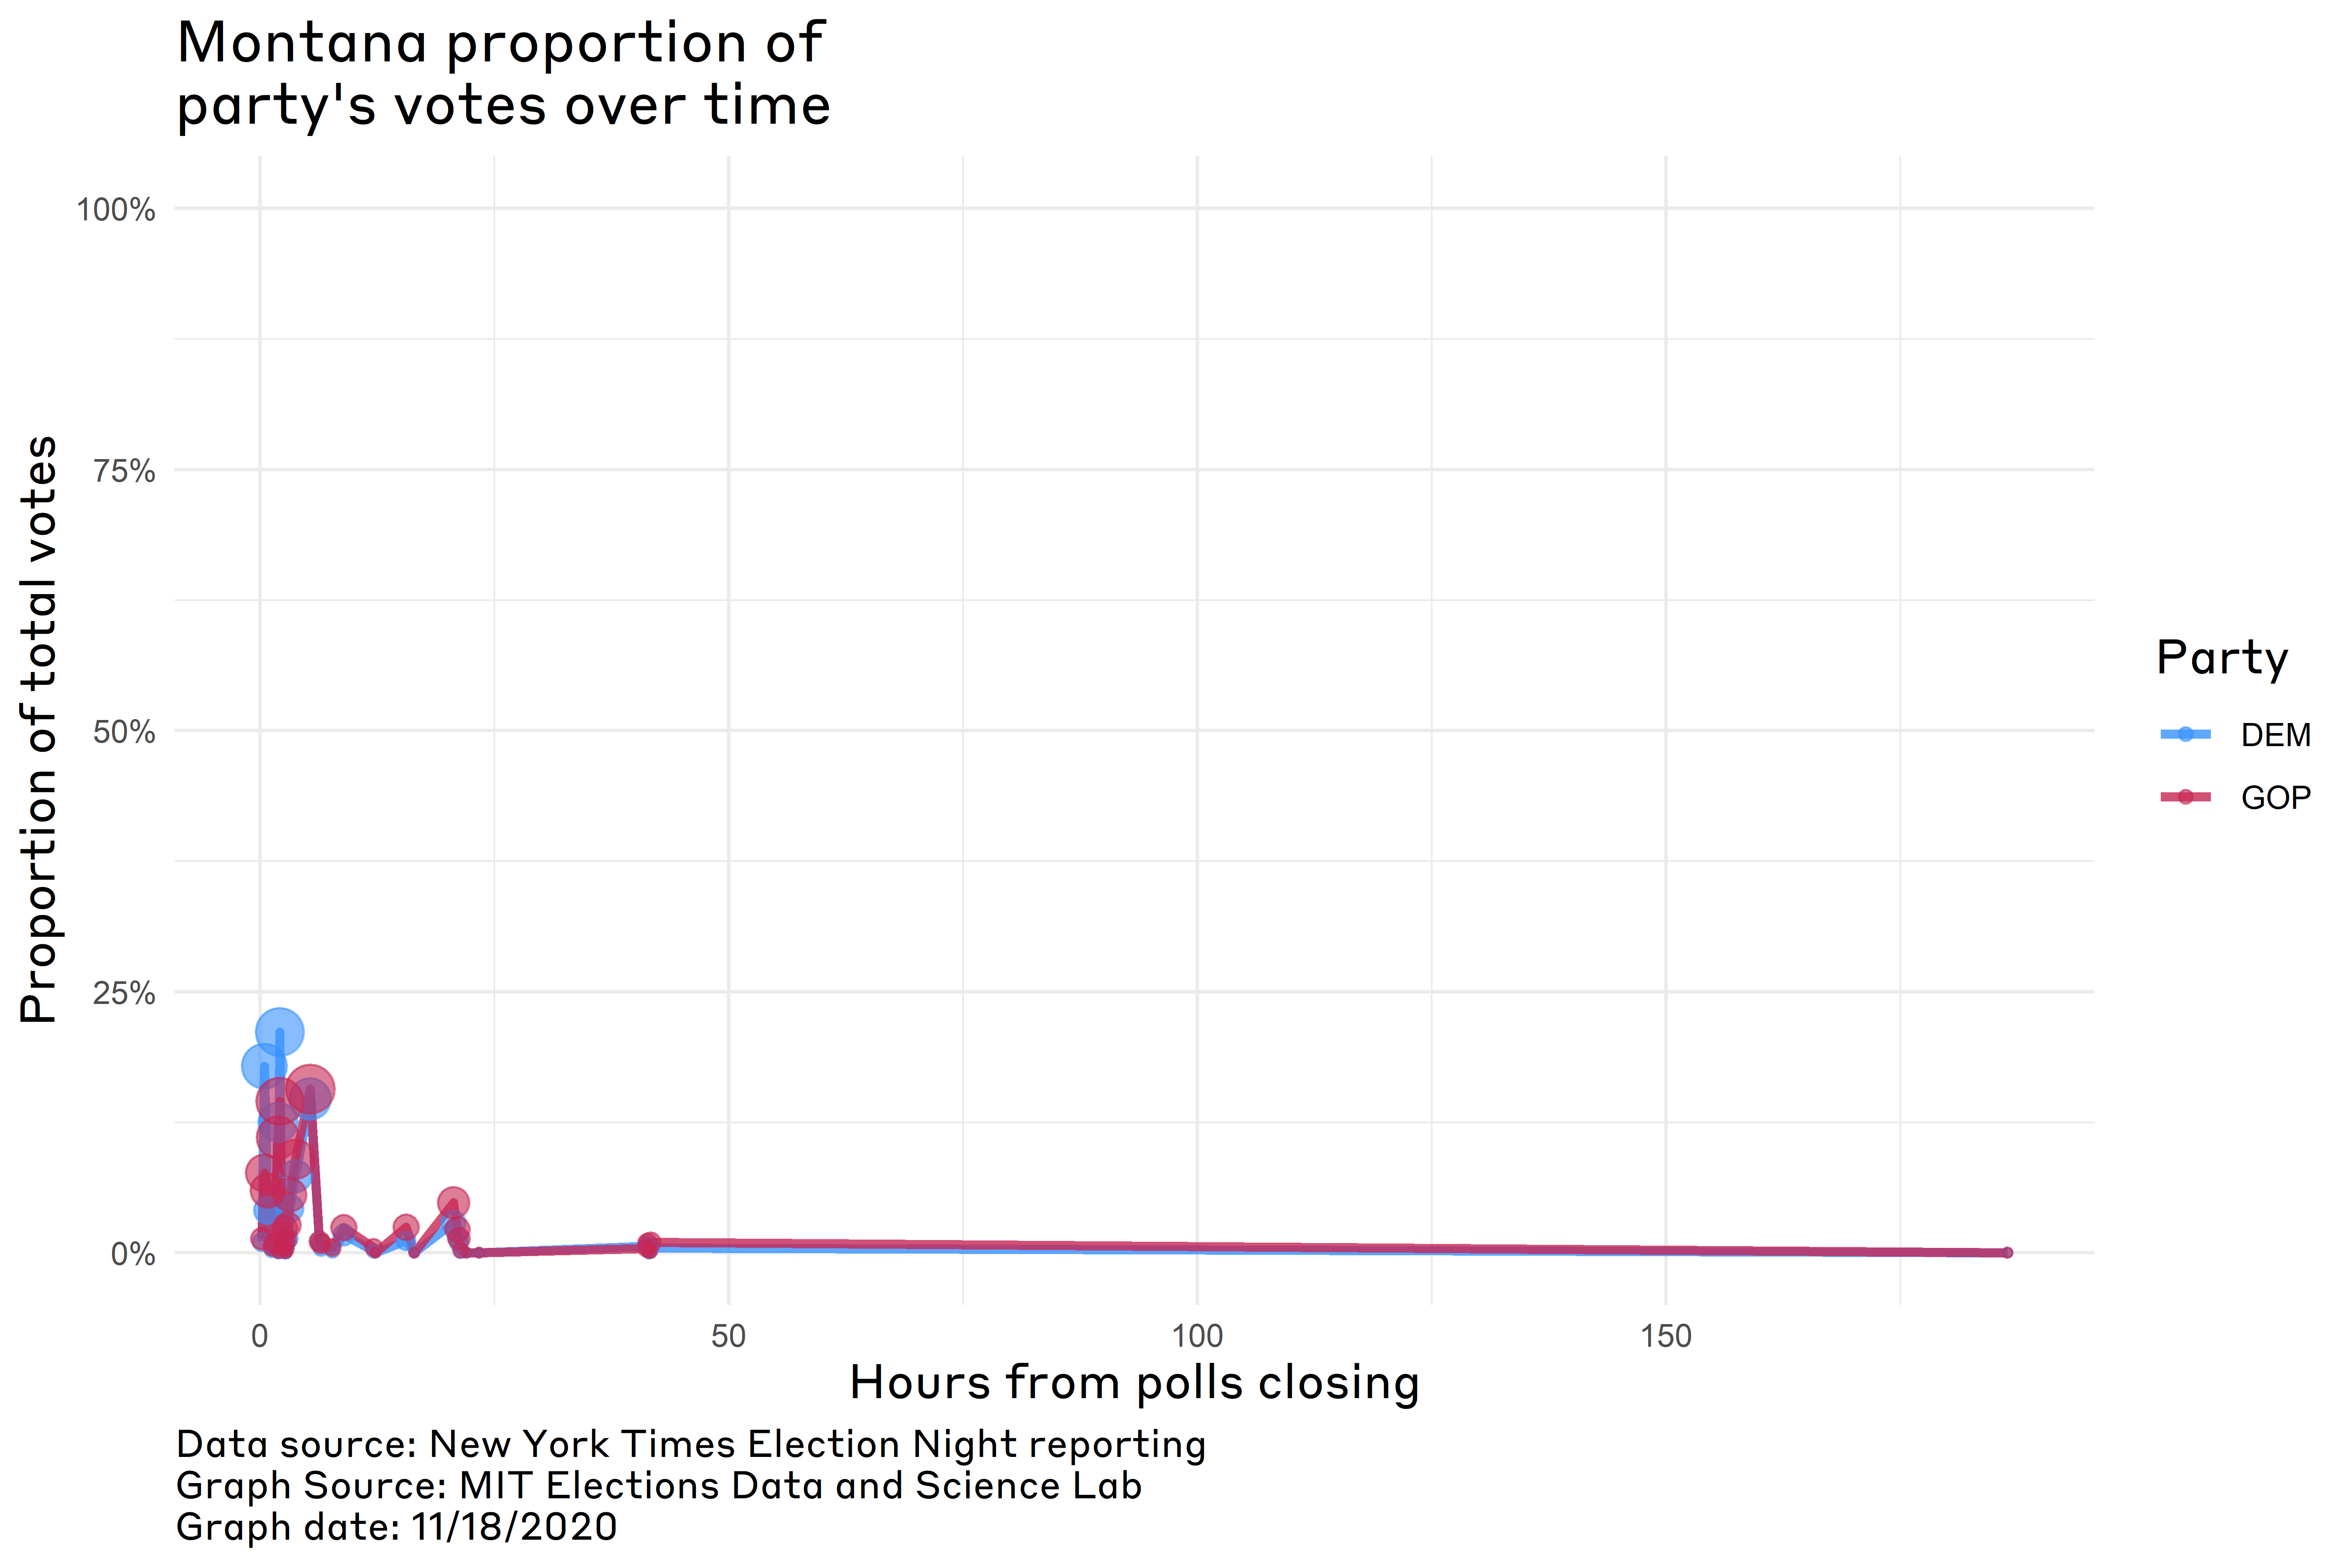 Montana proportion of
party's votes over time
100%
75%
50%
25%
0%
Proportion of total votes
0
50
100
150
Hours from polls closing
Party
DEM
GOP
Data source: New York Times Election Night reporting
Graph Source: MIT Elections Data and Science Lab
Graph date: 11/18/2020